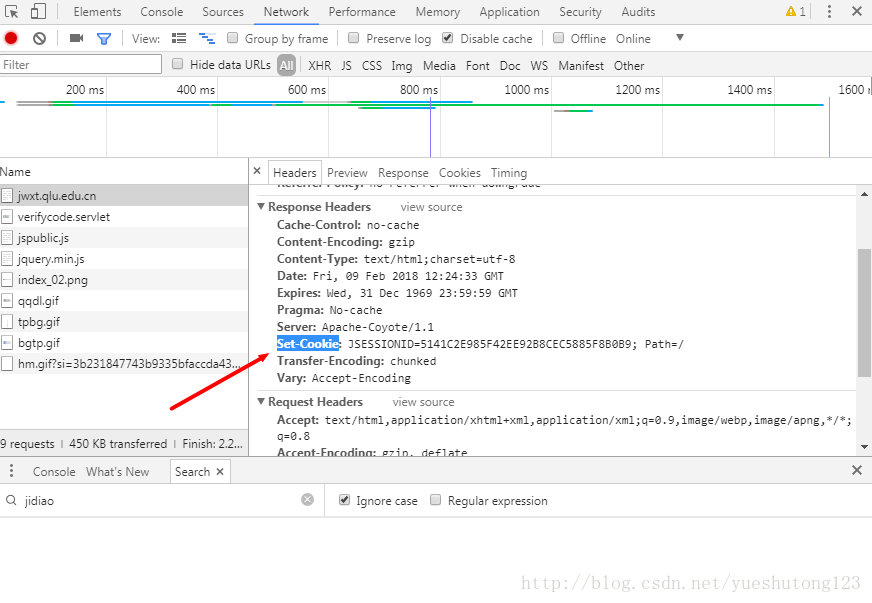 Elements Console Sources Network Performance Memory Application Security Audits 1
View: Group by frame Preserve log Disable cache Offline Online
Filter Hide data URLs All XHR JS CSS Img Media Font Doc WS Manifest Other
200 ms 400 ms 600 ms 800 ms 1000 ms 1200 ms 1400 ms 1600
Name
jwxt.qlu.edu.cn
verifycode.servlet
jspublic.js
jquery.min.js
index_02.png
qqdl.gif
tpbg.gif
bgtp.gif
hm.gif?si=3b231847743b9335bfaccda43...
9 requests | 450 KB transferred | Finish: 2.2...
Headers Preview Response Cookies Timing
Referrer Policy: no-referrer-when-downgrade
Response Headers view source
Cache-Control: no-cache
Content-Encoding: gzip
Content-Type: text/html;charset=utf-8
Date: Fri, 09 Feb 2018 12:24:33 GMT
Expires: Wed, 31 Dec 1969 23:59:59 GMT
Pragma: No-cache
Server: Apache-Coyote/1.1
Set-Cookie: JSESSIONID=5141C2E985F42EE92B8CEC5885F8B0B9; Path=/
Transfer-Encoding: chunked
Vary: Accept-Encoding
Request Headers view source
Accept: text/html,application/xhtml+xml,application/xml;q=0.9,image/webp,image/apng,*/*;
q=0.8
Accept-Encoding: gzip, deflate
Console What's New Search
jidiao Ignore case Regular expression
http://blog.csdn.net/yueshutong123